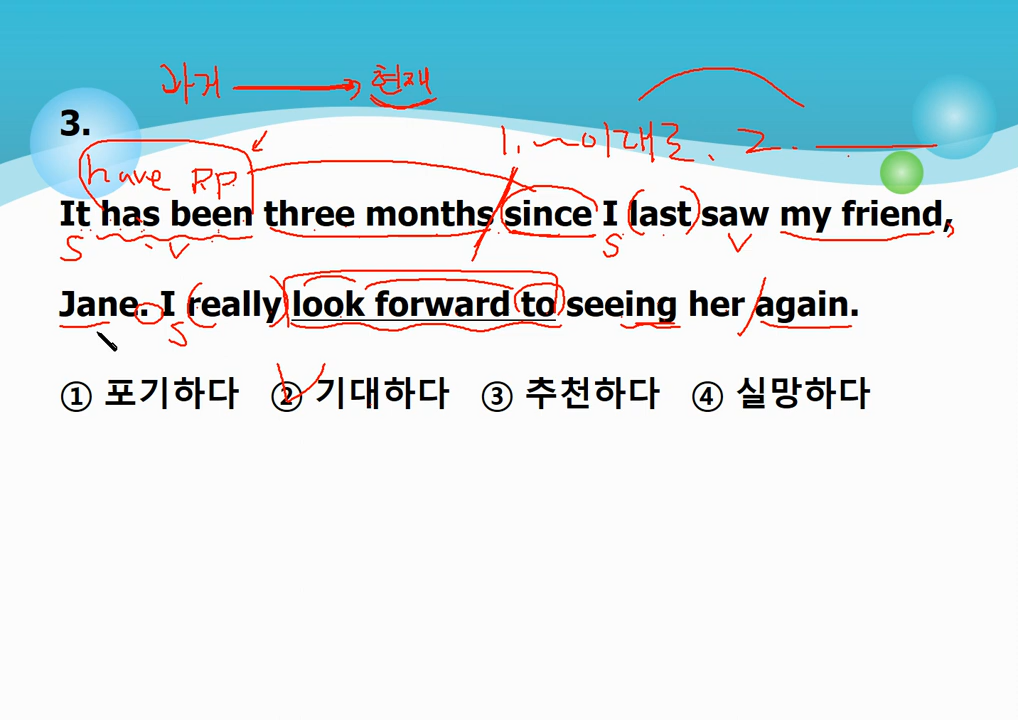 과거 → 현재
3.
1. ~이래로、 2. ______
have P.P
It has been three months since I last saw my friend,
S V S V
Jane. I really look forward to seeing her again.
S
① 포기하다 ② 기대하다 ③ 추천하다 ④ 실망하다